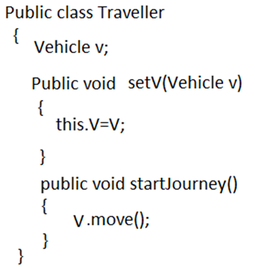 Public class Traveller
{
Vehicle v;
Public void setV(Vehicle v)
{
this.V=V;
}
public void startJourney()
{
V.move();
}
}